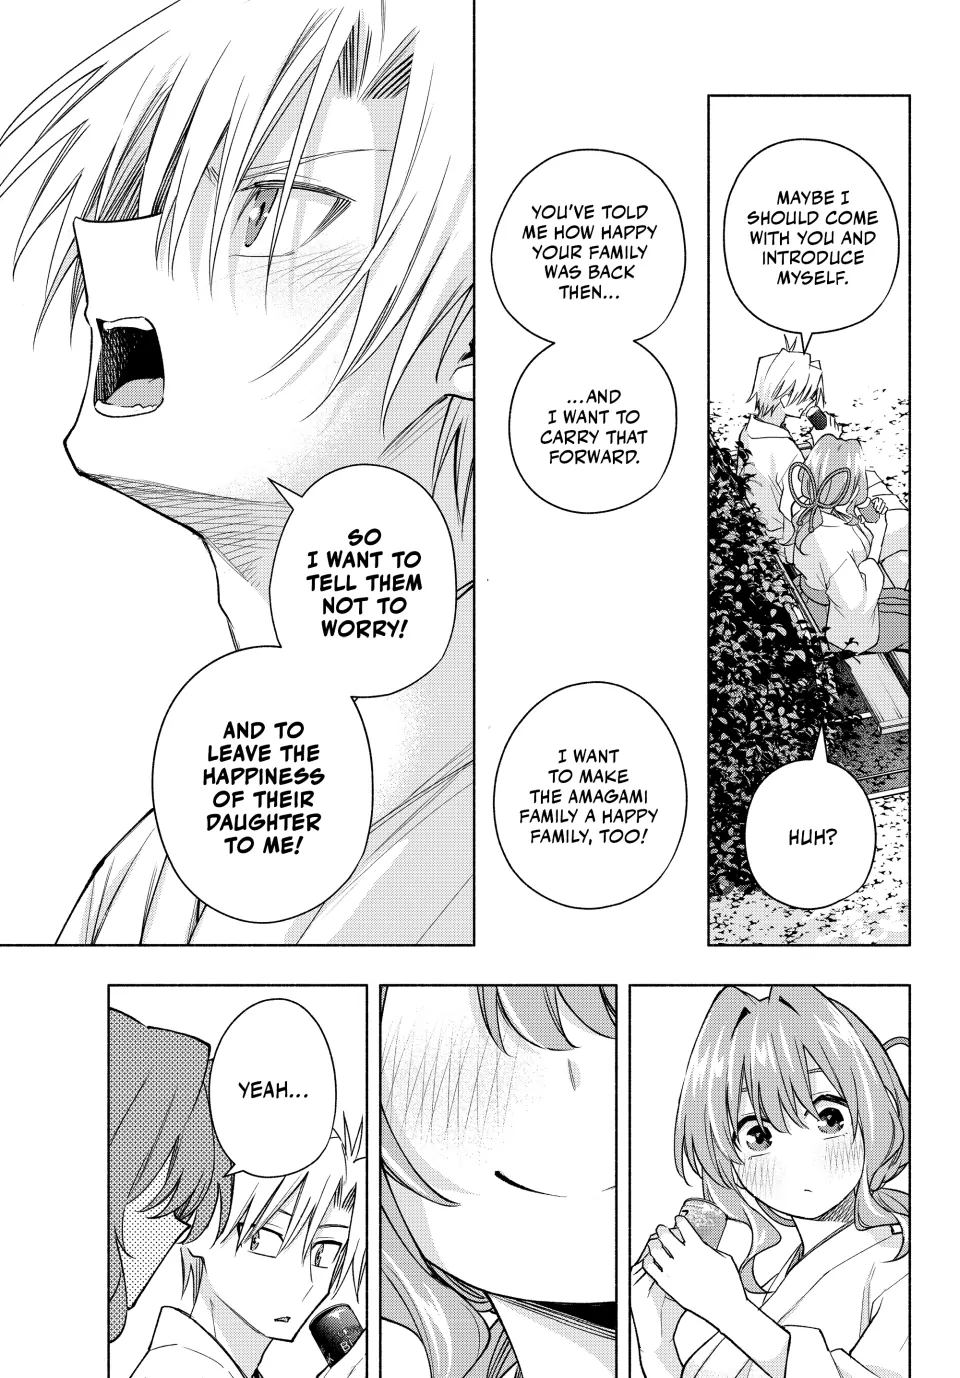 MAYBE I
SHOULD COME
WITH YOU AND
INTRODUCE
MYSELF.
HUH?
YOU'VE TOLD
ME HOW HAPPY
YOUR FAMILY
WAS BACK
THEN...
...AND
I WANT TO
CARRY THAT
FORWARD.
I WANT
TO MAKE
THE AMAGAMI
FAMILY A HAPPY
FAMILY, TOO!
SO
I WANT TO
TELL THEM
NOT TO
WORRY!
AND TO
LEAVE THE
HAPPINESS
OF THEIR
DAUGHTER
TO ME!
YEAH...